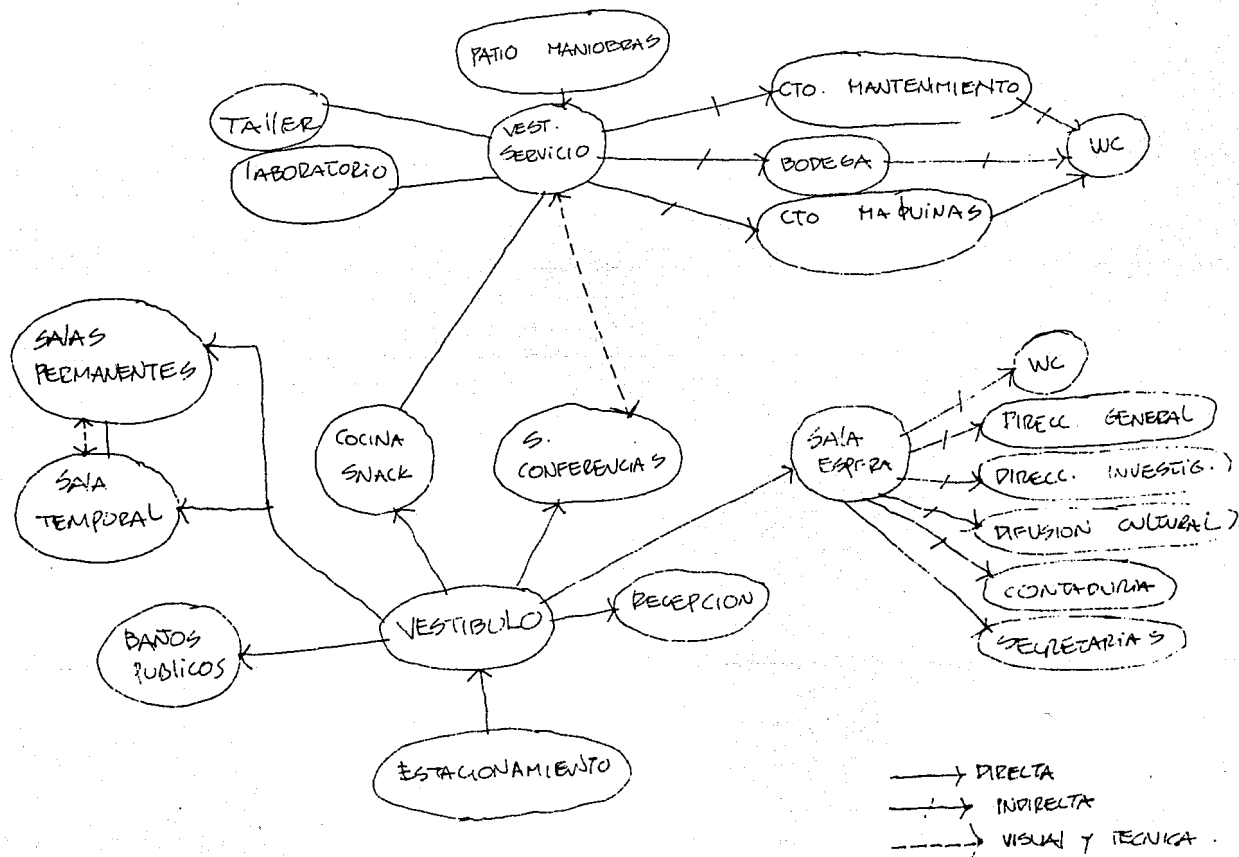 PATIO MANIOBRAS
CTO. MANTENMIENTO
TAllER
VEST.
SERVICIO
WC
LABORATORIO
BODEGA
CTO MAQUINAS
SAlAS
PERMANENTES
WC
DIRECC. GENERAL
COCINA
SNACK
S.
CONFERENCIAS
SAlA
ESPERA
DIRECC. INVESTIG.
SAlA
TEMPORAL
DIFUSION CULTURAL
CONTADURIA
RECEPCION
VESTIBULO
BAÑOS
PUBLICOS
SECRETARIAS
ESTACIONAMIENTO
DIRECTA
INDIRECTA
VISUAl Y TECNICA.